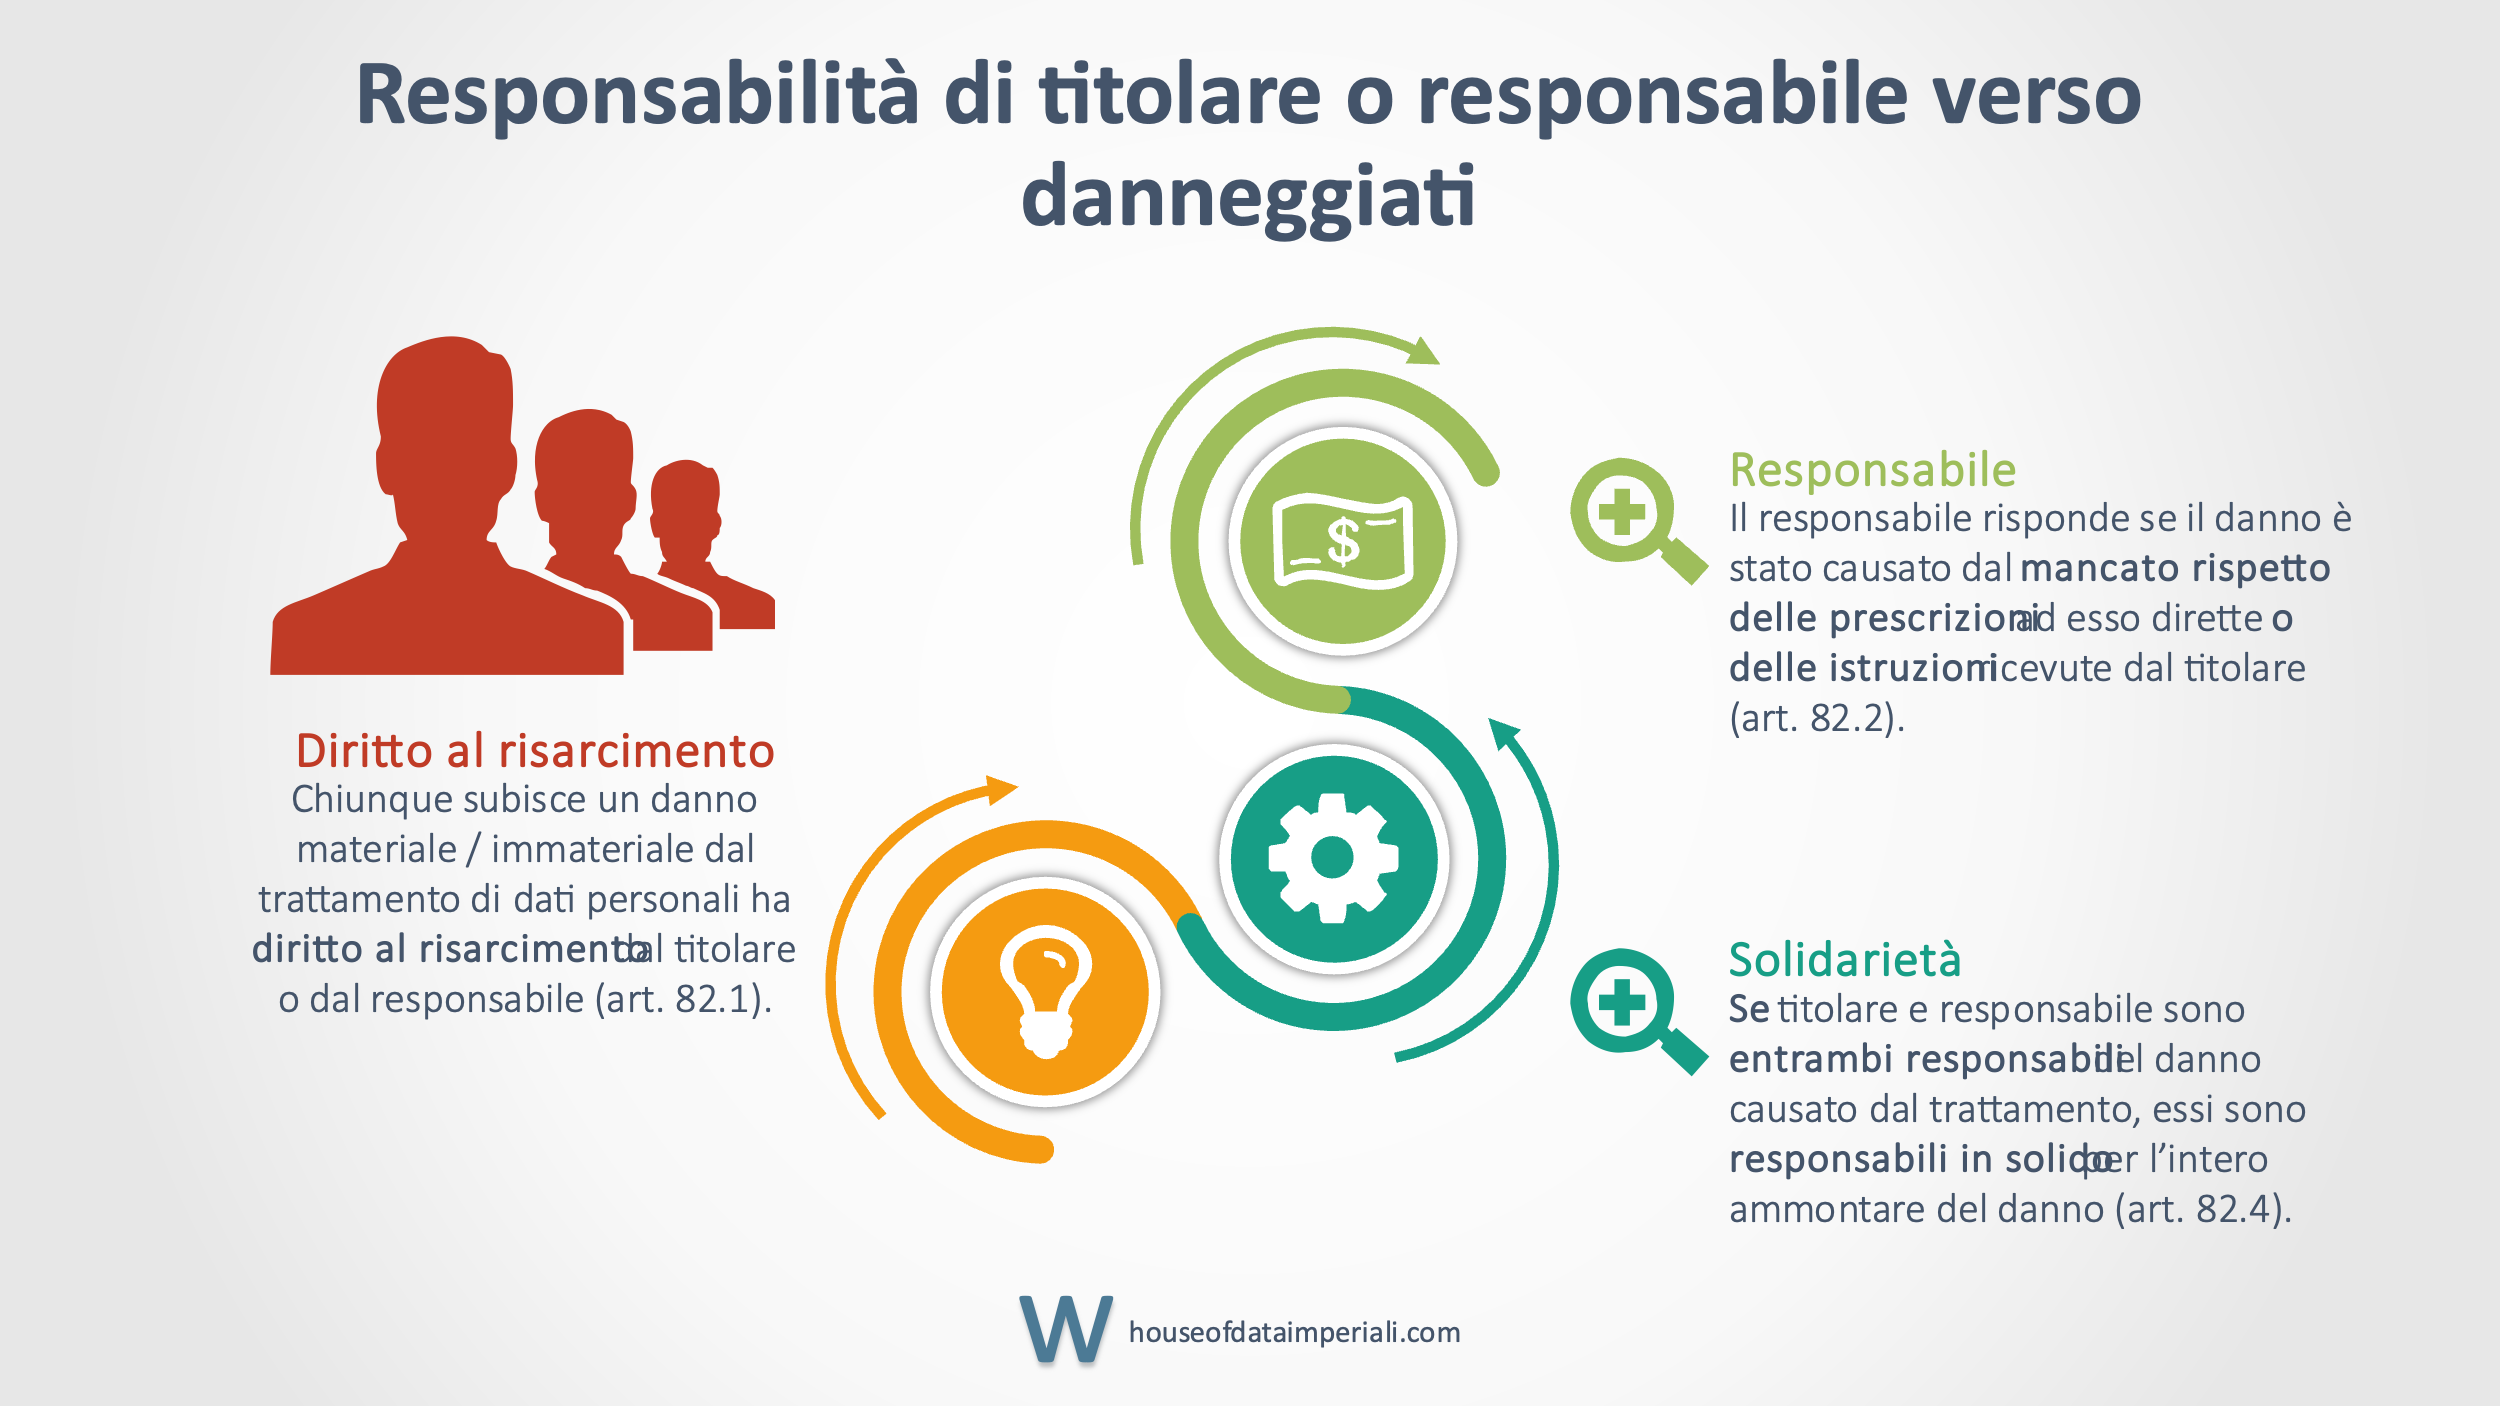 Responsabilità di titolare o responsabile verso
danneggiati
Diritto al risarcimento
Chiunque subisce un danno
materiale / immateriale dal
trattamento di dati personali ha
diritto al risarcimento dal titolare
o dal responsabile (art. 82.1).
$
Responsabile
Il responsabile risponde se il danno è
stato causato dal mancato rispetto
delle prescrizioni ad esso dirette o
delle istruzioni ricevute dal titolare
(art. 82.2).
Solidarietà
Se titolare e responsabile sono
entrambi responsabili del danno
causato dal trattamento, essi sono
responsabili in solido per l’intero
ammontare del danno (art. 82.4).
W houseofdataimperiali.com